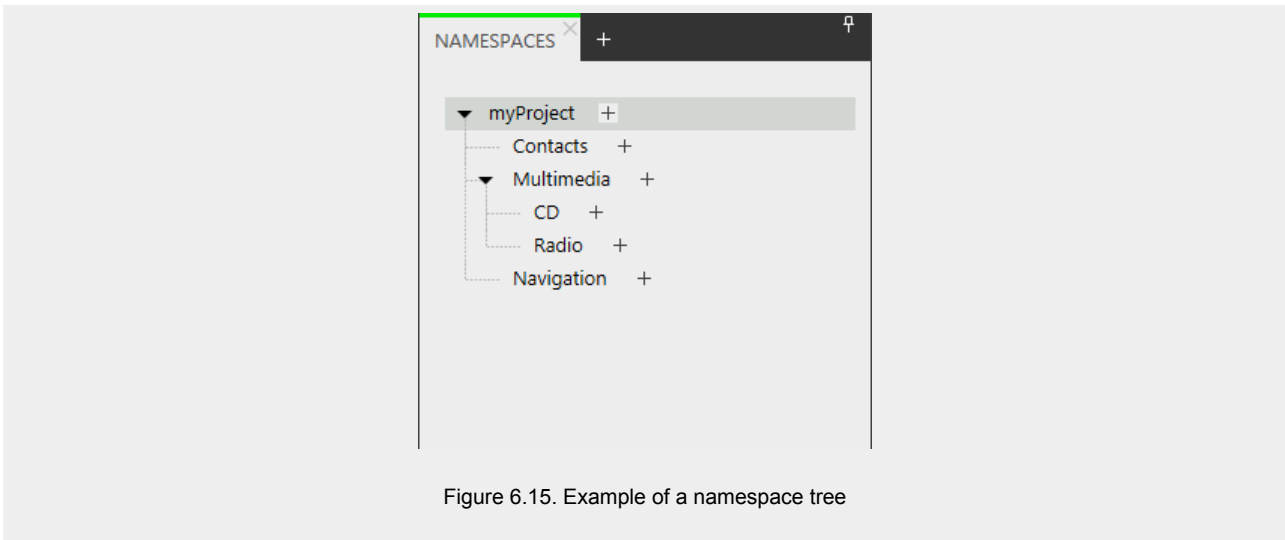 NAMESPACES × +
myProject +
Contacts +
Multimedia +
CD +
Radio +
Navigation +
Figure 6.15. Example of a namespace tree